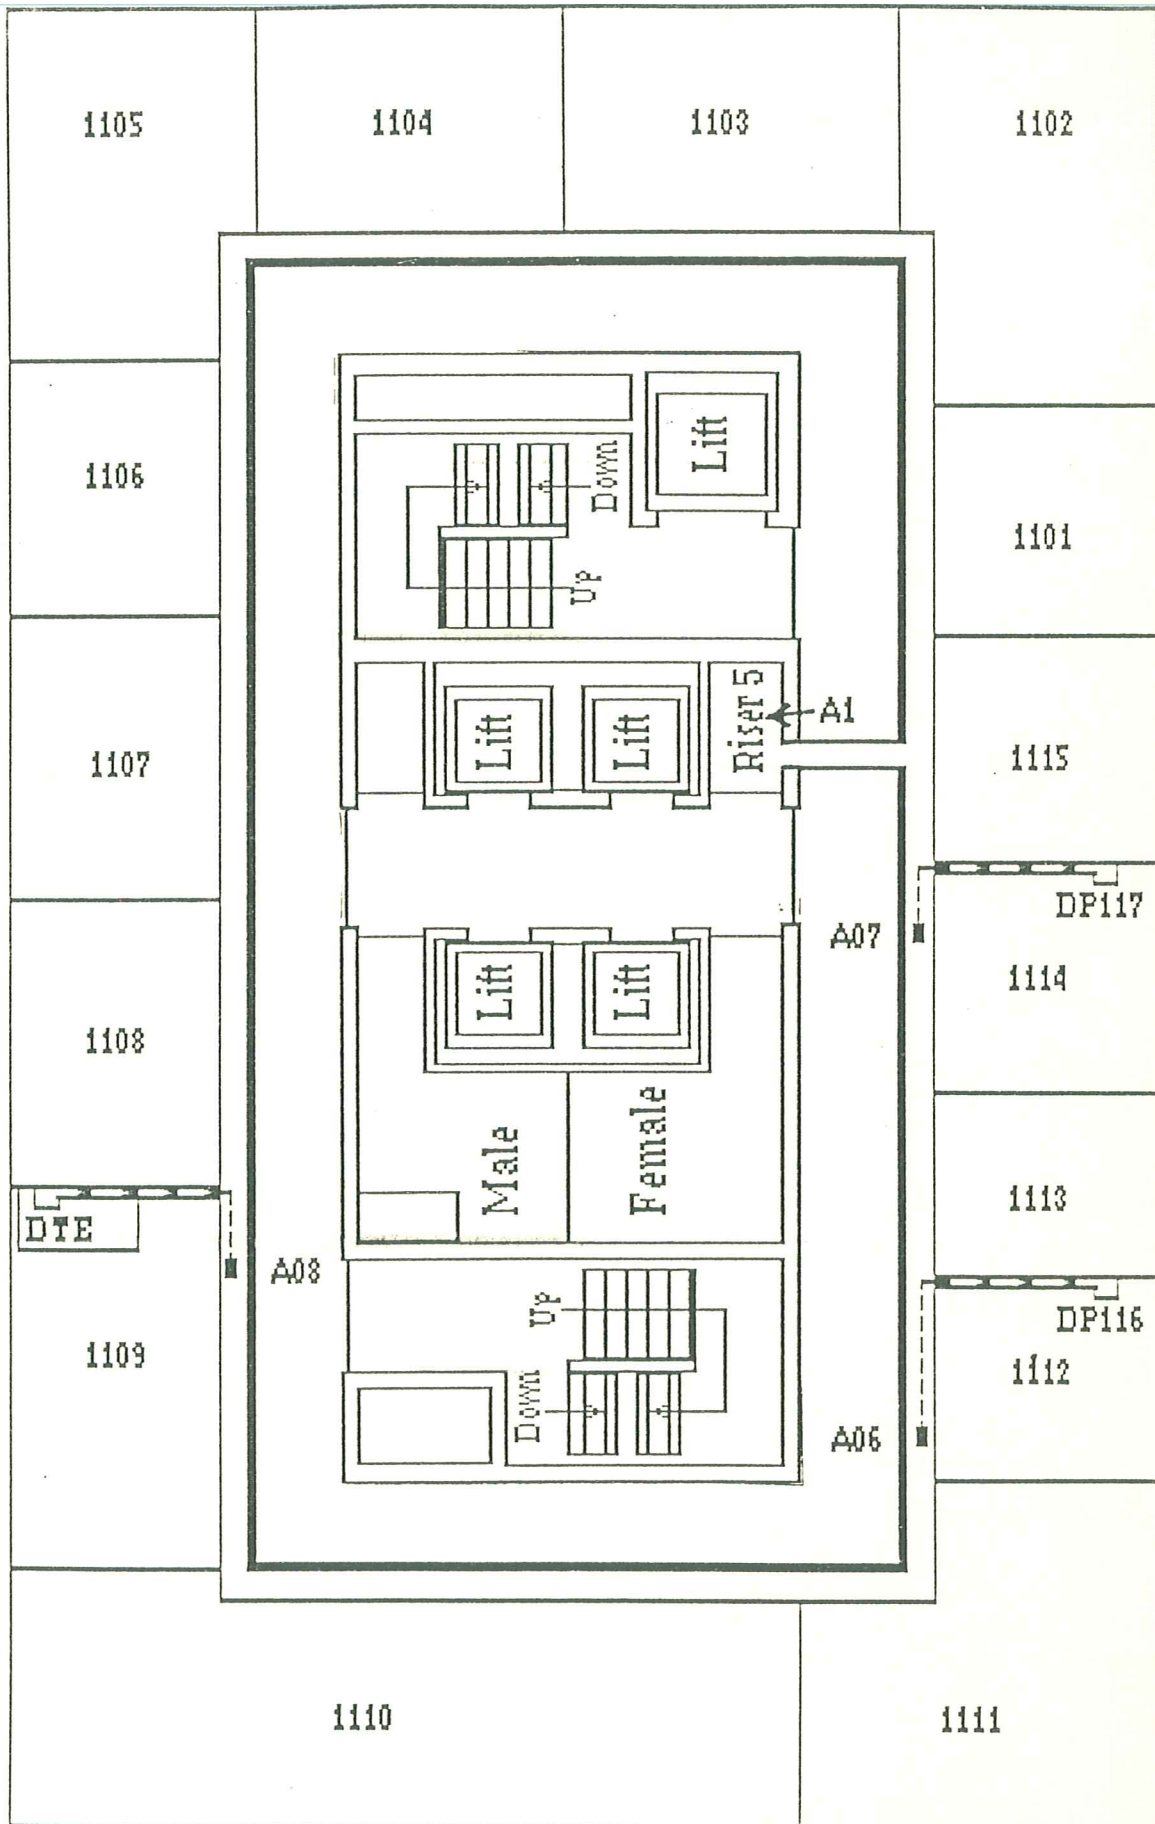 1105
1104
1103
1102
Lift
Down
Up
1106
1101
Lift
Lift
Riser 5
A1
1107
1115
DP117
A07
1114
Lift
Lift
1108
Male
Female
1113
DTE
A08
Up
DP116
1109
1112
Down
A06
1110
1111